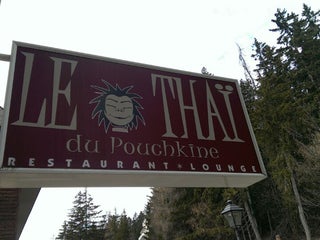 LE THAÏ
du Pouchkine
RESTAURANT + LOUNGE